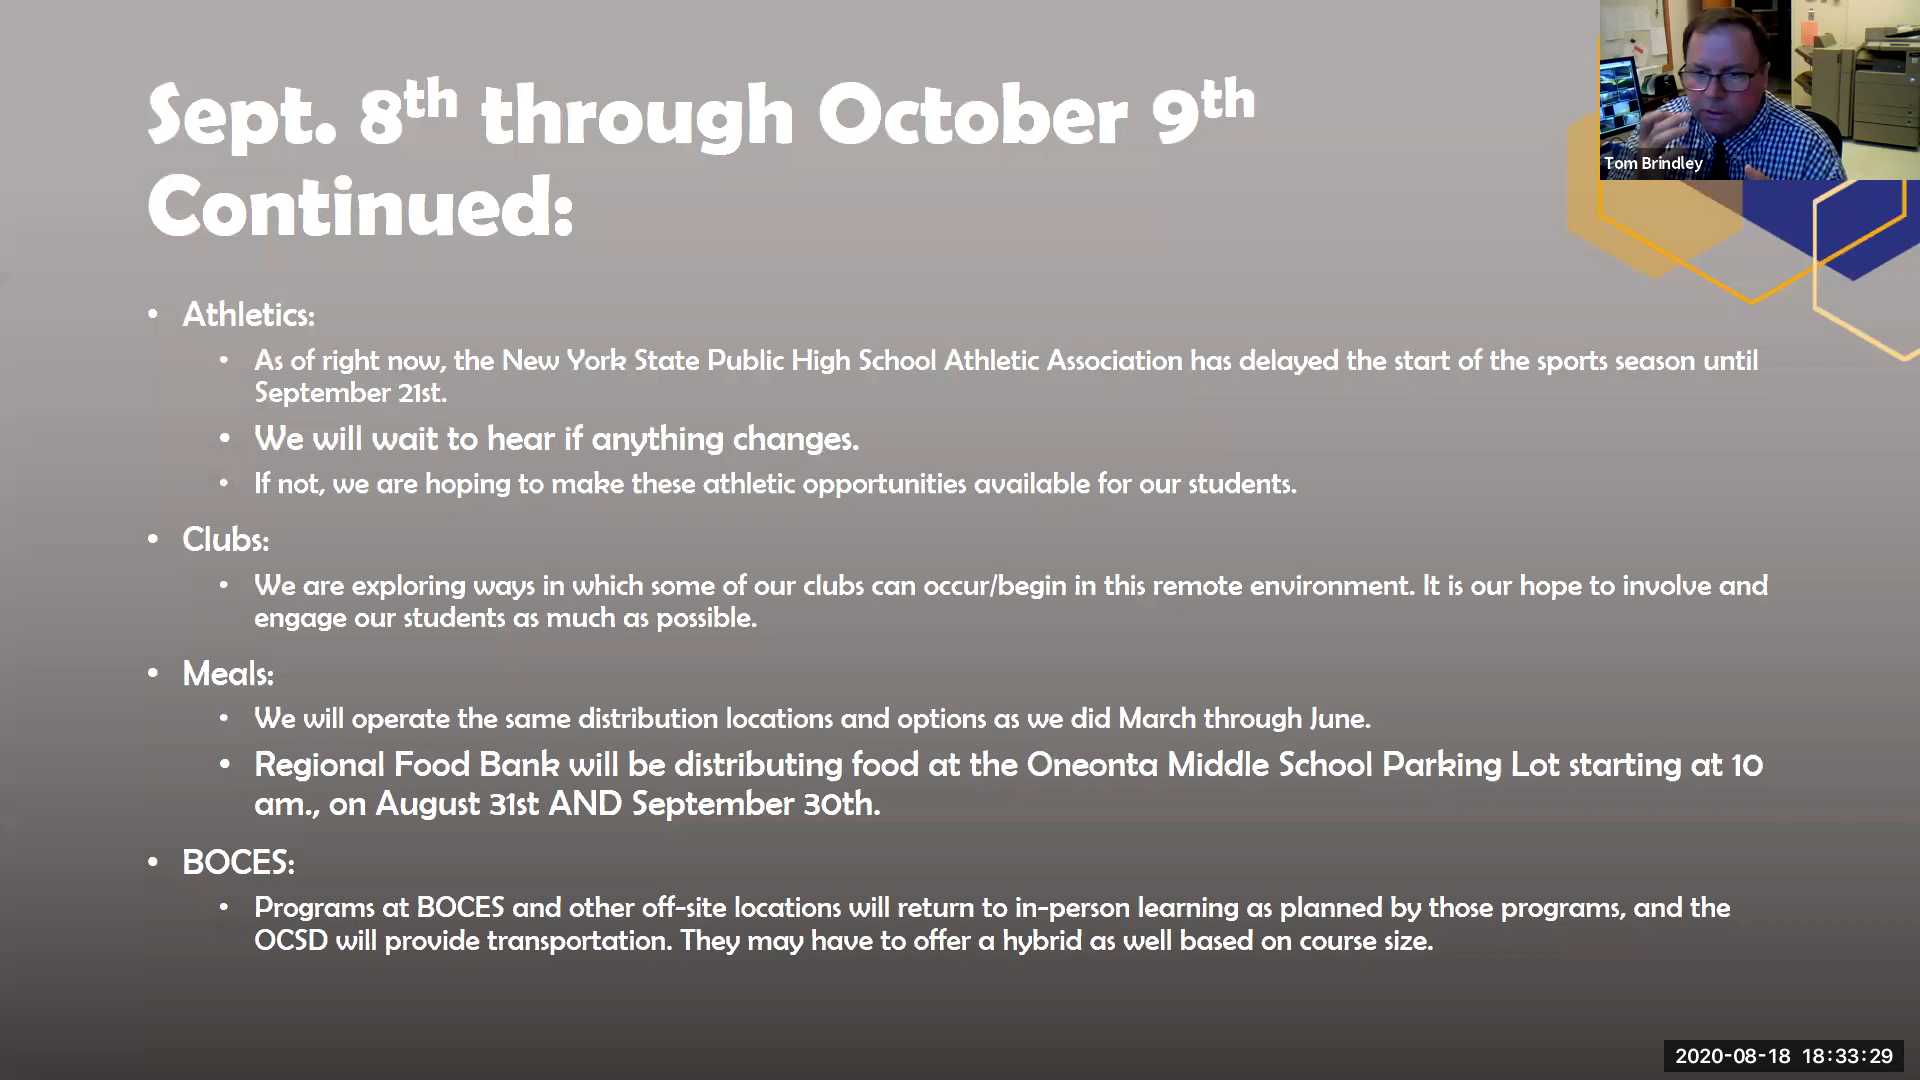 Sept. 8th through October 9th
Continued:
Tom Brindley
• Athletics:
• As of right now, the New York State Public High School Athletic Association has delayed the start of the sports season until
September 21st.
• We will wait to hear if anything changes.
• If not, we are hoping to make these athletic opportunities available for our students.
• Clubs:
• We are exploring ways in which some of our clubs can occur/begin in this remote environment. It is our hope to involve and
engage our students as much as possible.
• Meals:
• We will operate the same distribution locations and options as we did March through June.
• Regional Food Bank will be distributing food at the Oneonta Middle School Parking Lot starting at 10
am., on August 31st AND September 30th.
• BOCES:
• Programs at BOCES and other off-site locations will return to in-person learning as planned by those programs, and the
OCSD will provide transportation. They may have to offer a hybrid as well based on course size.
2020-08-18 18:33:29